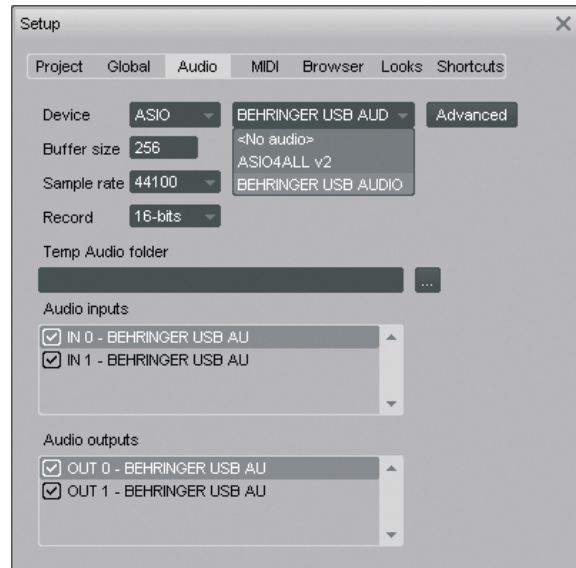 Setup
Project Global Audio MIDI Browser Looks Shortcuts
Device ASIO BEHRINGER USB AUD Advanced
<No audio>
Buffer size 256
ASIO4ALL v2
Sample rate 44100
BEHRINGER USB AUDIO
Record 16-bits
Temp Audio folder
...
Audio inputs
IN 0 - BEHRINGER USB AU
IN 1 - BEHRINGER USB AU
Audio outputs
OUT 0 - BEHRINGER USB AU
OUT 1 - BEHRINGER USB AU